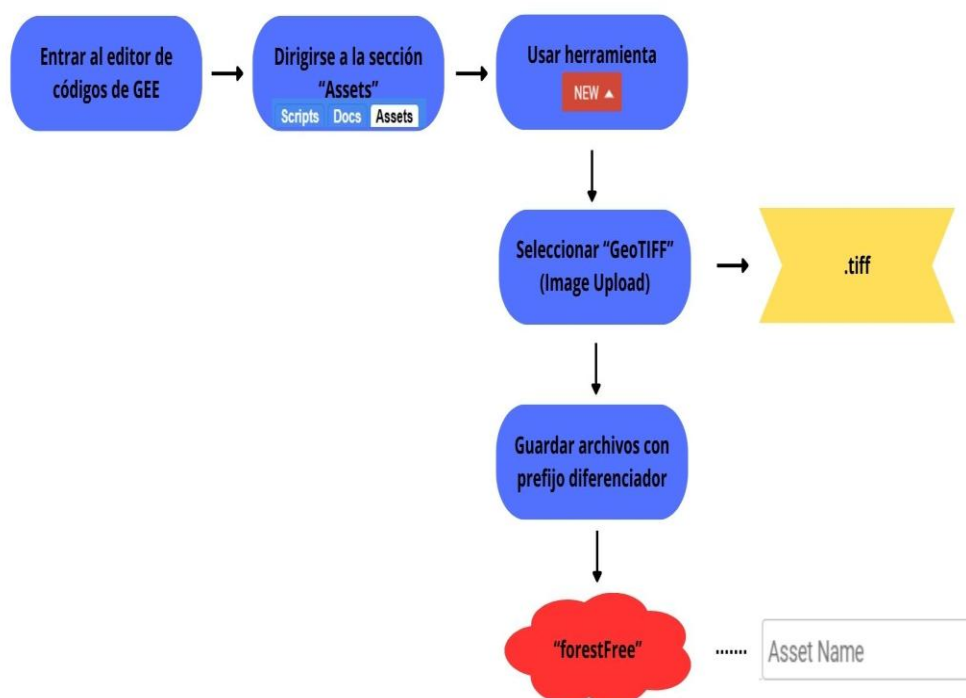 Entrar al editor de
códigos de GEE
Dirigirse a la sección
“Assets”
Scripts Docs Assets
Usar herramienta
NEW
Seleccionar “GeoTIFF”
(Image Upload)
.tiff
Guardar archivos con
prefijo diferenciador
“forestFree”
.......
Asset Name